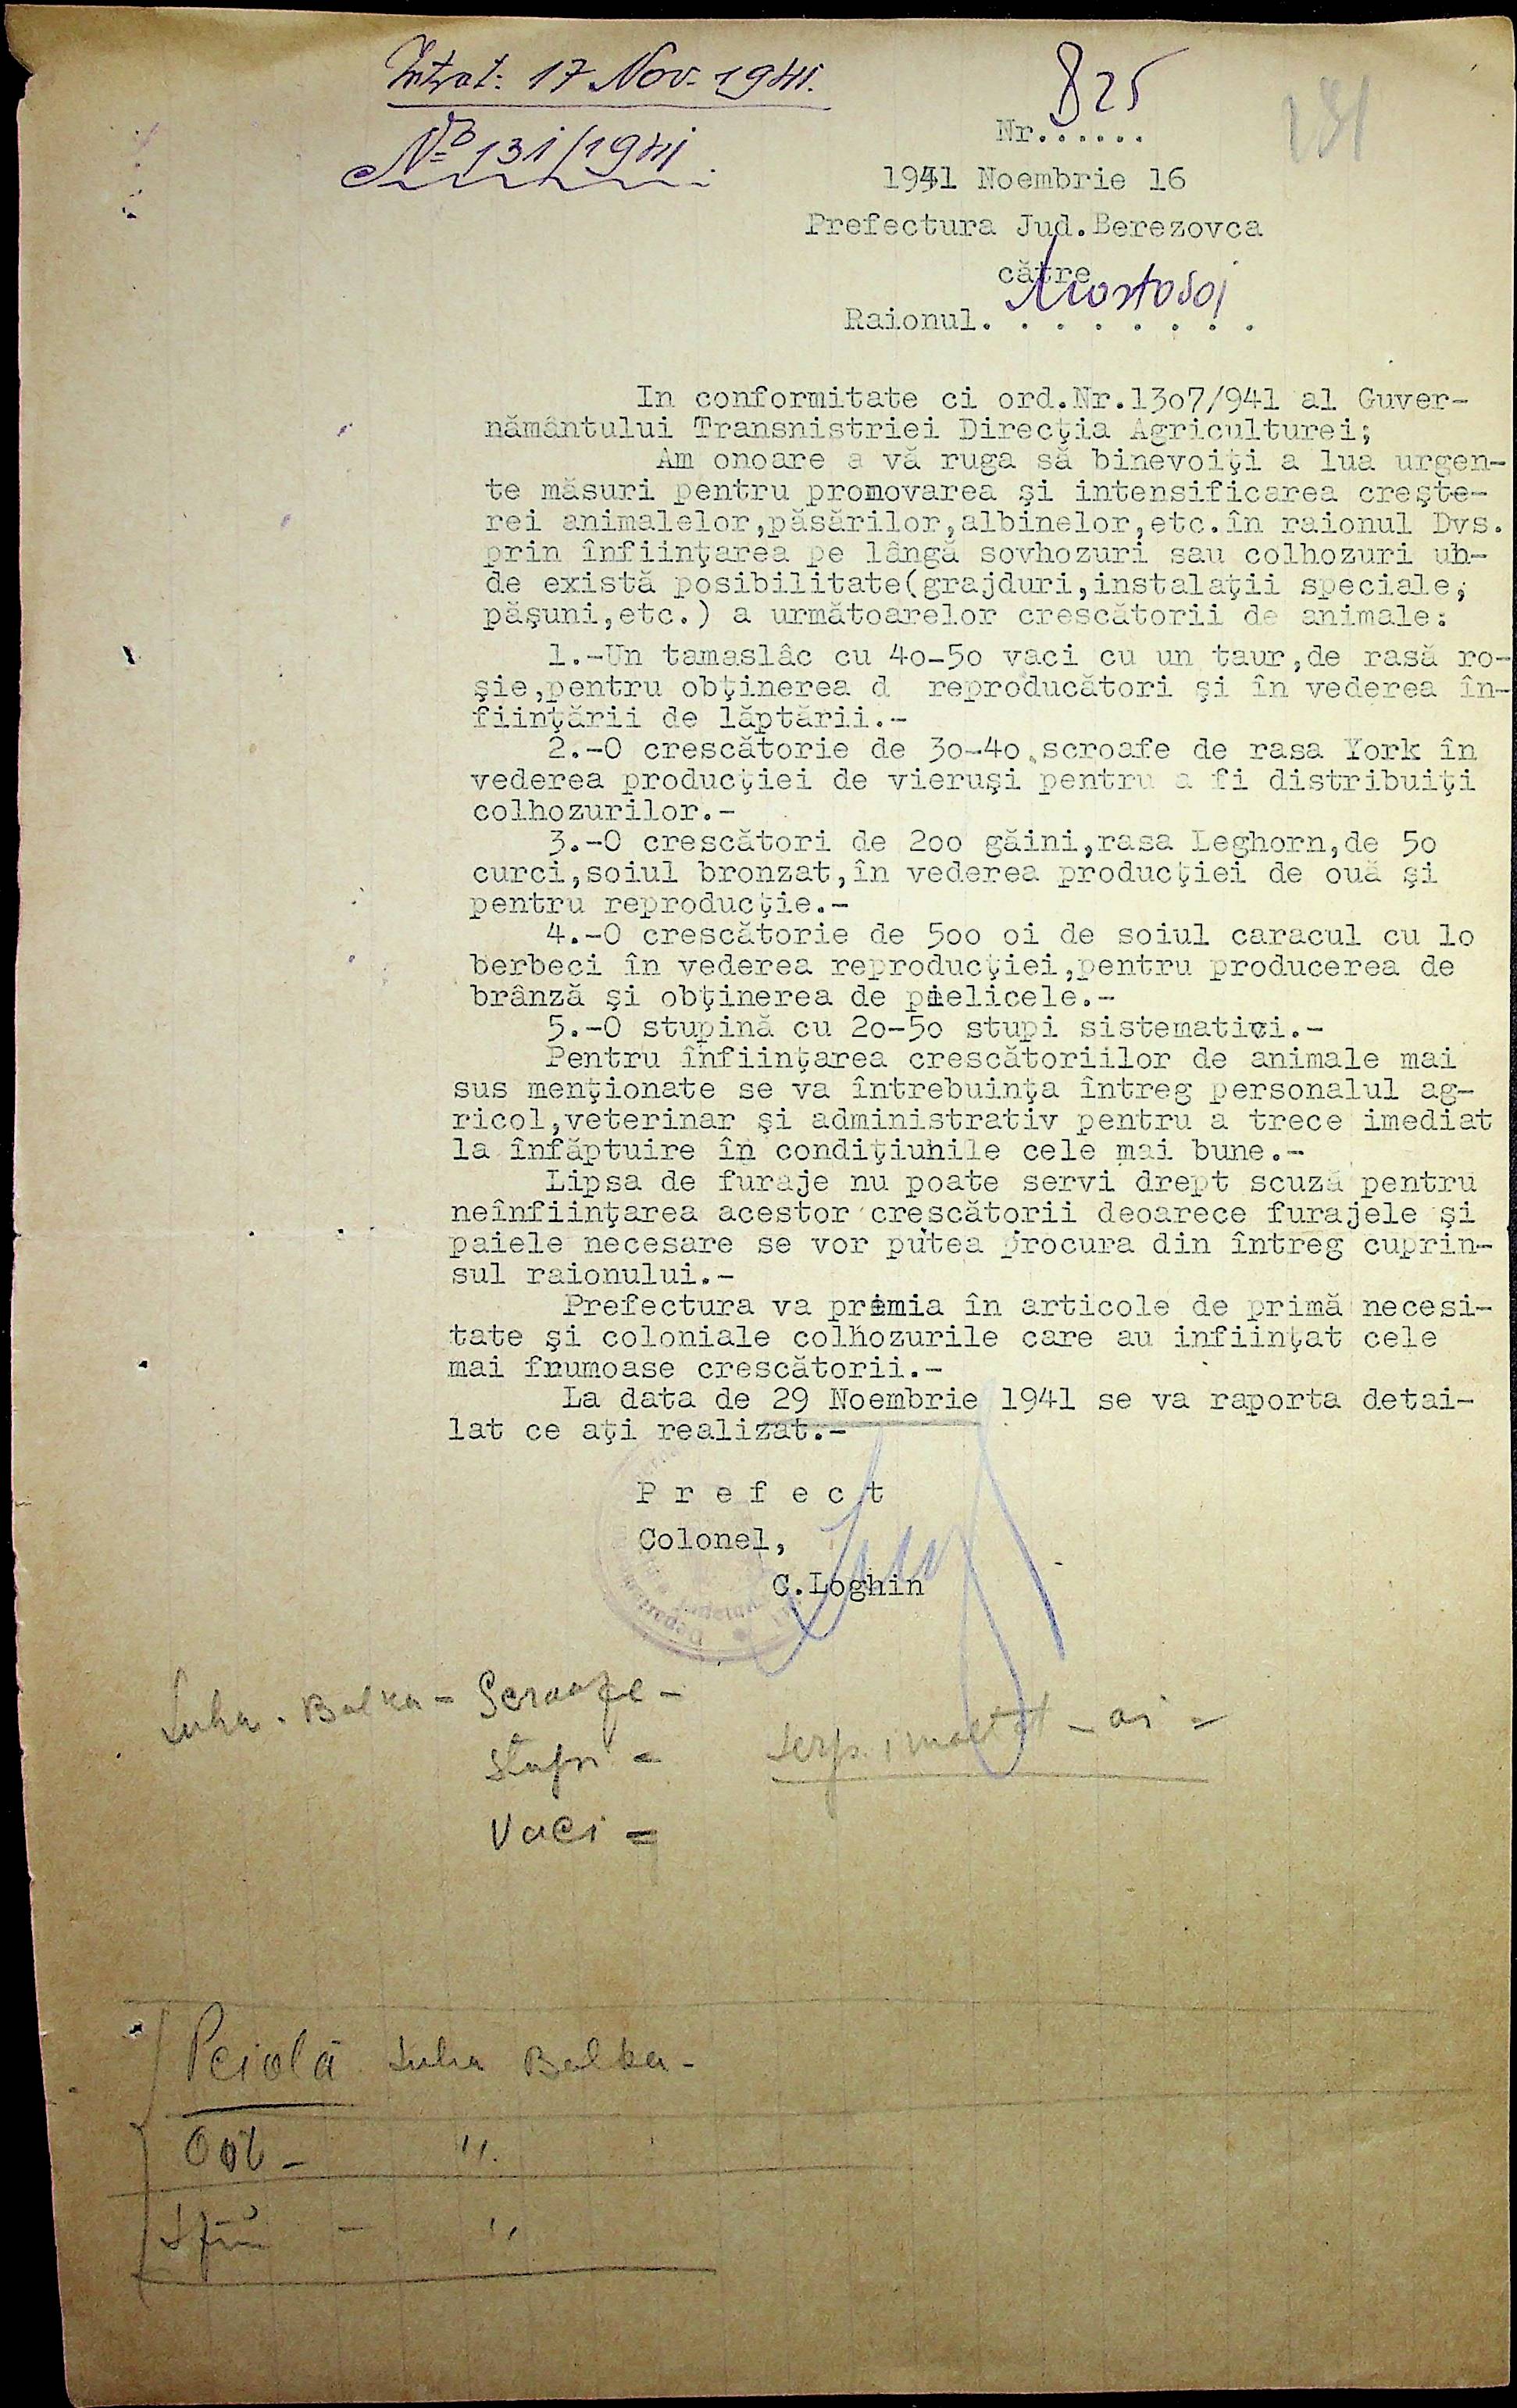 Intrat: 17 Nov. 1941.
No 131/1941
825
131
Nr......
1941 Noembrie 16
Prefectura Jud.Berezovca
către
Mostovoi
Raionul. . . . . . . .
In conformitate ci ord.Nr.13o7/941 al Guver-
nământului Transnistriei Direcţia Agriculturei;
Am onoare a vă ruga să binevoiţi a lua urgen-
te măsuri pentru promovarea şi intensificarea creşte-
rei animalelor,păsărilor,albinelor,etc.în raionul Dvs.
prin înfiinţarea pe lângă sovhozuri sau colhozuri un-
de există posibilitate(grajduri,instalaţii speciale,
păşuni,etc.) a următoarelor crescătorii de animale:
1.-Un tamaslâc cu 4o-5o vaci cu un taur,de rasă ro-
şie,pentru obţinerea d reproducători şi în vederea în-
fiinţării de lăptării.-
2.-O crescătorie de 3o-4o scroafe de rasa York în
vederea producţiei de vieruşi pentru a fi distribuiţi
colhozurilor.-
3.-O crescători de 2oo găini,rasa Leghorn,de 5o
curci,soiul bronzat,în vederea producţiei de ouă şi
pentru reproducţie.-
4.-O crescătorie de 5oo oi de soiul caracul cu lo
berbeci în vederea reproducţiei,pentru producerea de
brânză şi obţinerea de pielicele.-
5.-O stupină cu 2o-5o stupi sistematici.-
Pentru înfiinţarea crescătoriilor de animale mai
sus menţionate se va întrebuinţa întreg personalul ag-
ricol,veterinar şi administrativ pentru a trece imediat
la înfăptuire în condiţiunile cele mai bune.-
Lipsa de furaje nu poate servi drept scuză pentru
neînfiinţarea acestor crescătorii deoarece furajele şi
paiele necesare se vor putea procura din întreg cuprin-
sul raionului.-
Prefectura va primia în articole de primă necesi-
tate şi coloniale colhozurile care au infiinţat cele
mai frumoase crescătorii.-
La data de 29 Noembrie 1941 se va raporta detai-
lat ce aţi realizat.-
P r e f e c t
Colonel,
C.Loghin
Suha. Balka - Scroafe -
Stupi =
Vaci =
Suha Balka -